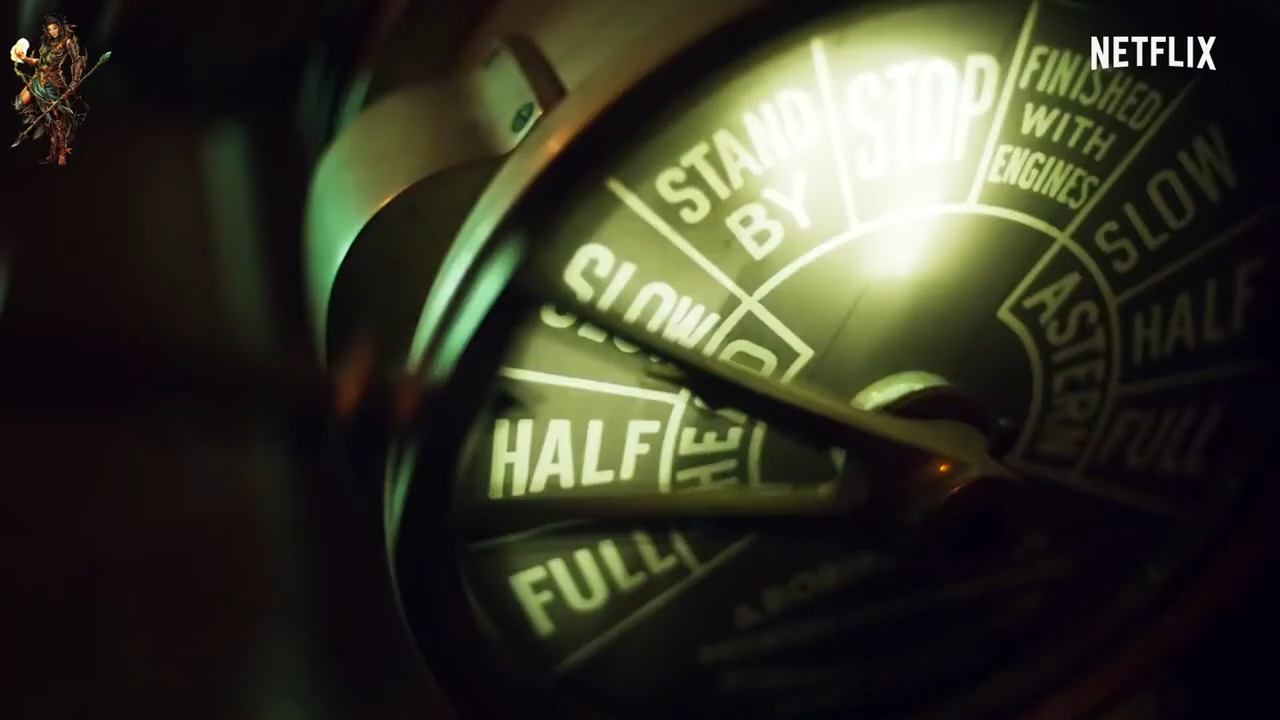 NETFLIX
FINISHED
WITH
ENGINES
STOP
STAND
BY
SLOW
HALF
FULL
SLOW
HALF
FULL
ASTERN